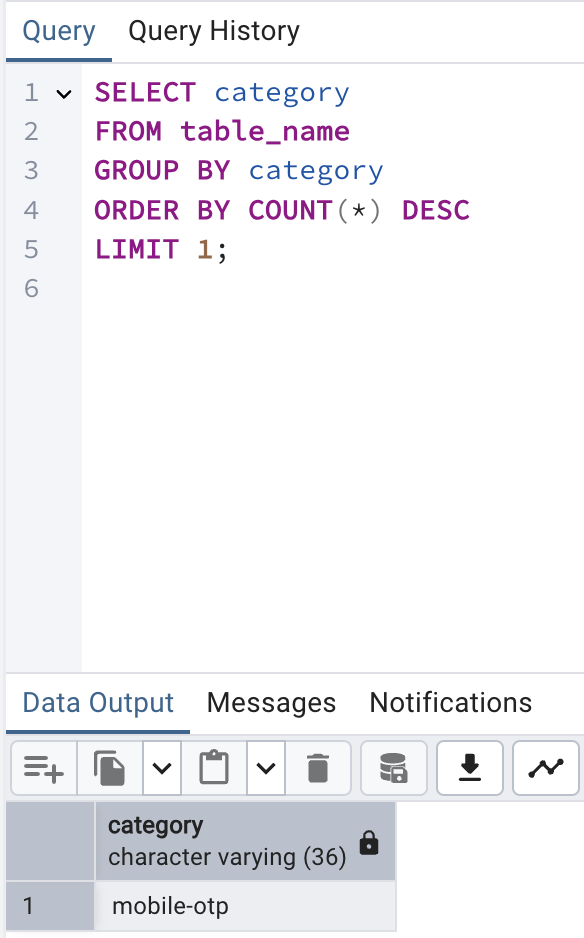 Query Query History
1 SELECT category
2 FROM table_name
3 GROUP BY category
4 ORDER BY COUNT(*) DESC
5 LIMIT 1;
6
Data Output Messages Notifications
category
character varying (36)
1 mobile-otp